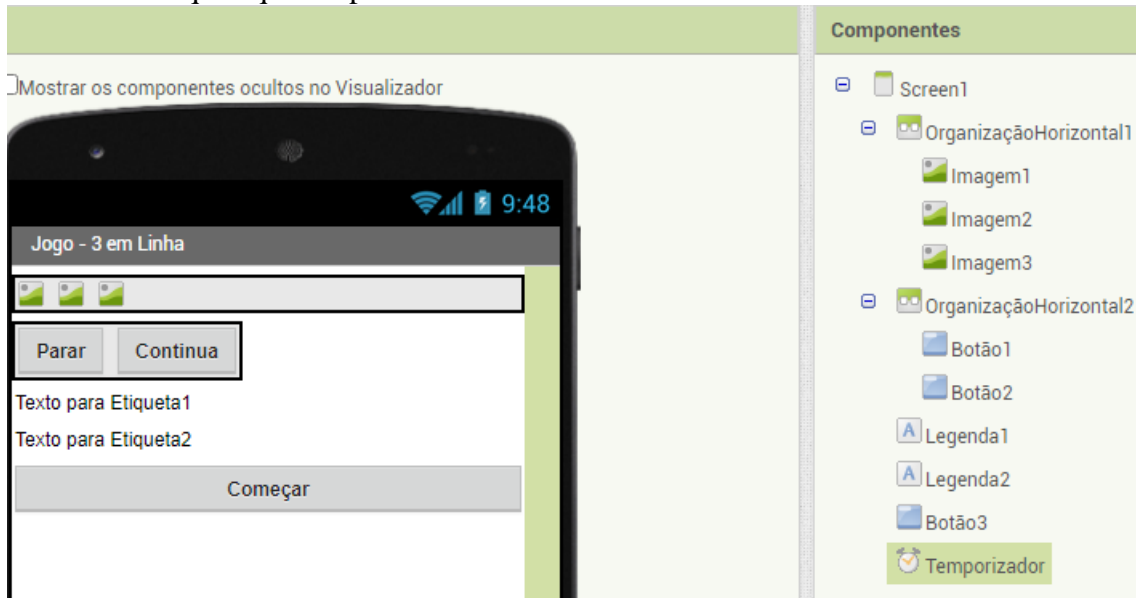 Componentes
Mostrar os componentes ocultos no Visualizador
9:48
Jogo - 3 em Linha
Parar Continua
Texto para Etiqueta1
Texto para Etiqueta2
Começar
Screen1
OrganizaçãoHorizontal1
Imagem1
Imagem2
Imagem3
OrganizaçãoHorizontal2
Botão1
Botão2
Legenda1
Legenda2
Botão3
Temporizador